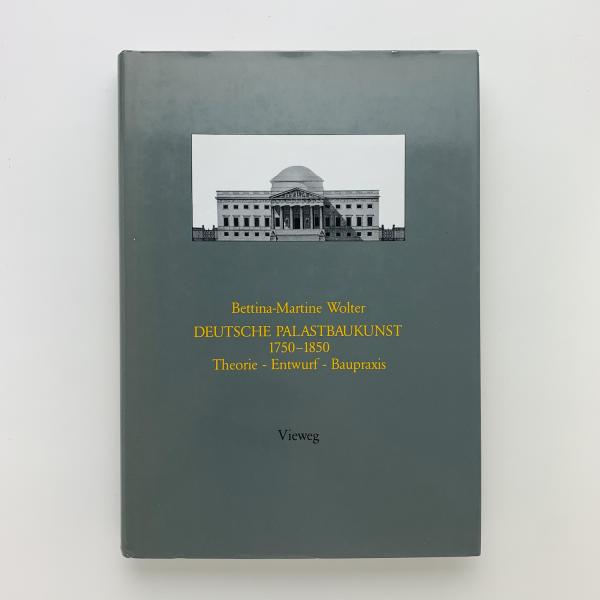 Bettina-Martine Wolter
DEUTSCHE PALASTBAUKUNST
1750–1850
Theorie - Entwurf - Baupraxis
Vieweg